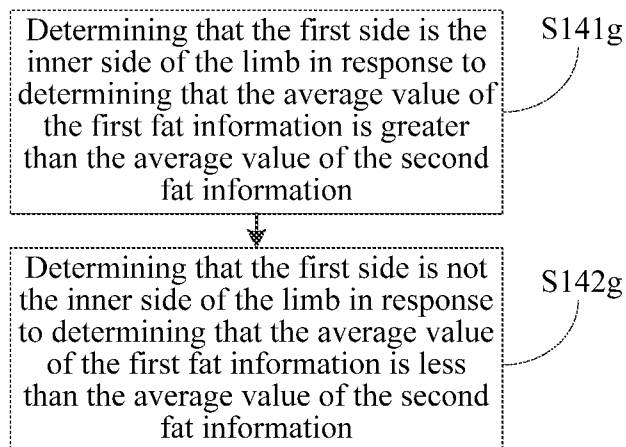 Determining that the first side is the
inner side of the limb in response to
determining that the average value of
the first fat information is greater
than the average value of the second
fat information
S141g
Determining that the first side is not
the inner side of the limb in response
to determining that the average value
of the first fat information is less
than the average value of the second
fat information
S142g